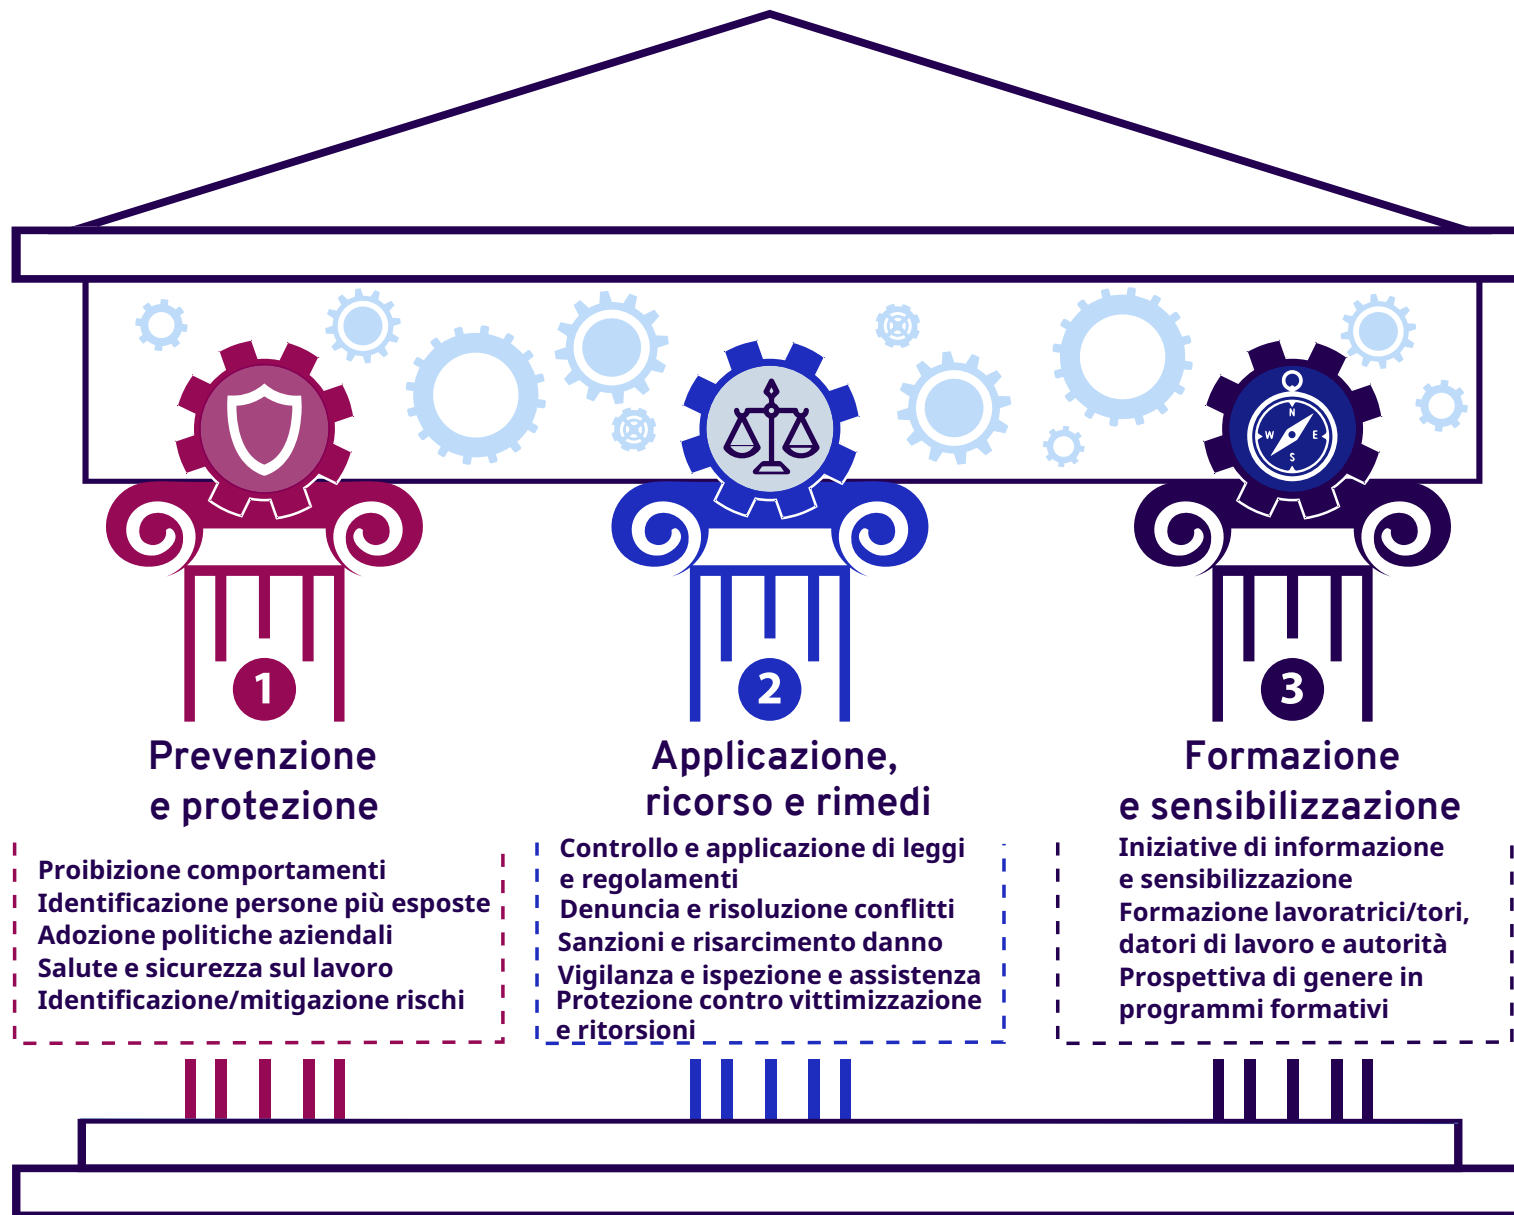 N
W
E
S
1
Prevenzione
e protezione
Proibizione comportamenti
Identificazione persone più esposte
Adozione politiche aziendali
Salute e sicurezza sul lavoro
Identificazione/mitigazione rischi
2
Applicazione,
ricorso e rimedi
Controllo e applicazione di leggi
e regolamenti
Denuncia e risoluzione conflitti
Sanzioni e risarcimento danno
Vigilanza e ispezione e assistenza
Protezione contro vittimizzazione
e ritorsioni
3
Formazione
e sensibilizzazione
Iniziative di informazione
e sensibilizzazione
Formazione lavoratrici/tori,
datori di lavoro e autorità
Prospettiva di genere in
programmi formativi